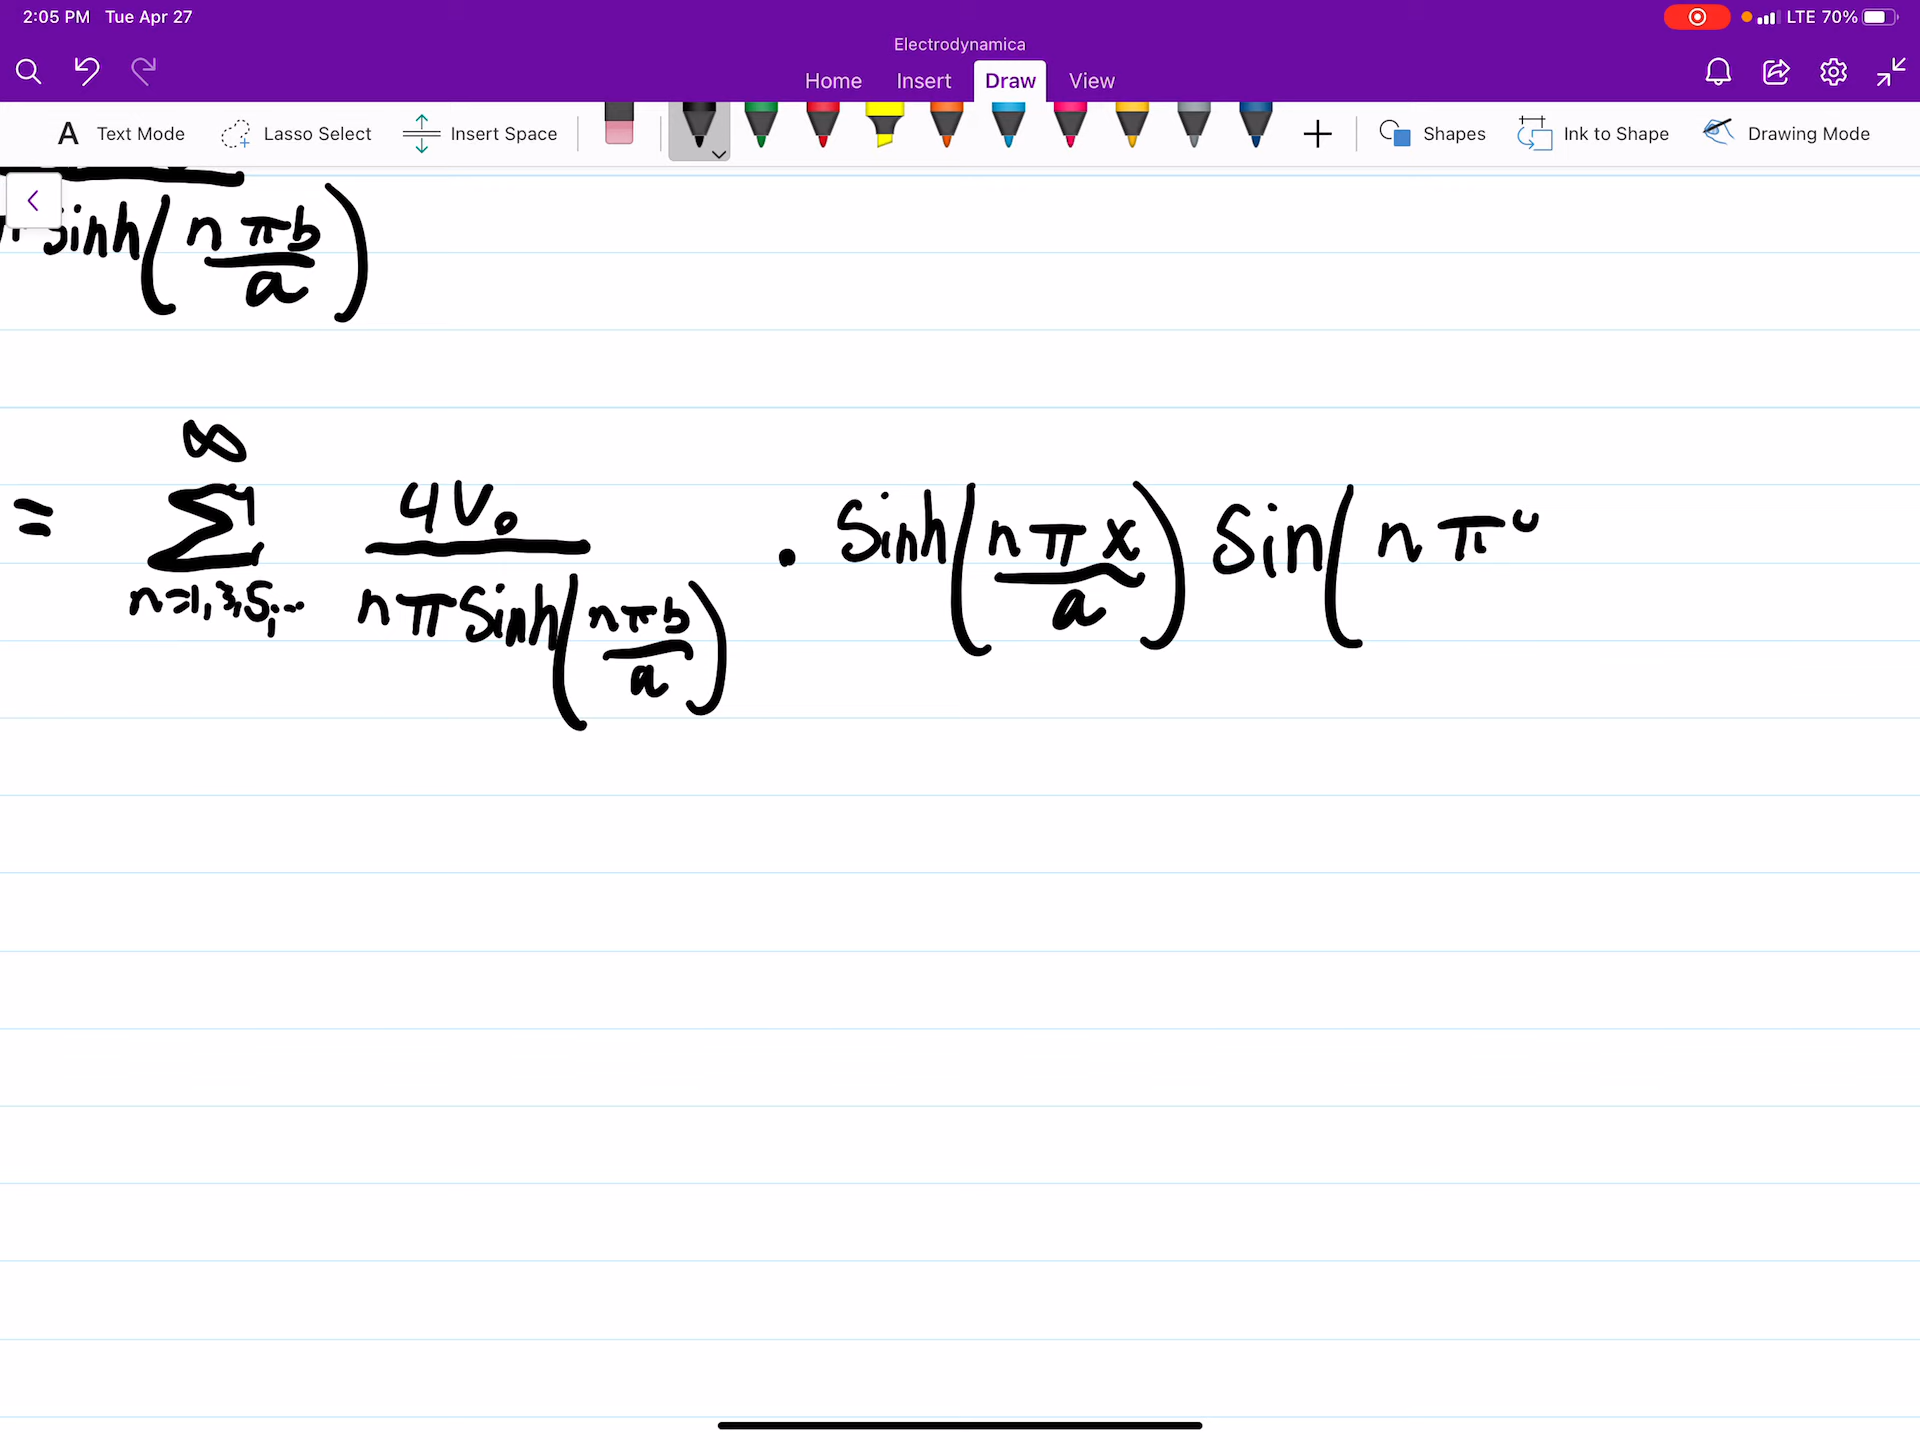 2:05 PM Tue Apr 27
LTE 70%
Electrodynamica
Home Insert Draw View
A Text Mode Lasso Select Insert Space Shapes Ink to Shape Drawing Mode
sinh(nπb/a)
= ∑ ∞ n=1,3,5,... 4V₀/(nπ Sinh(nπb/a)) · Sinh(nπx/a) Sin(nπ